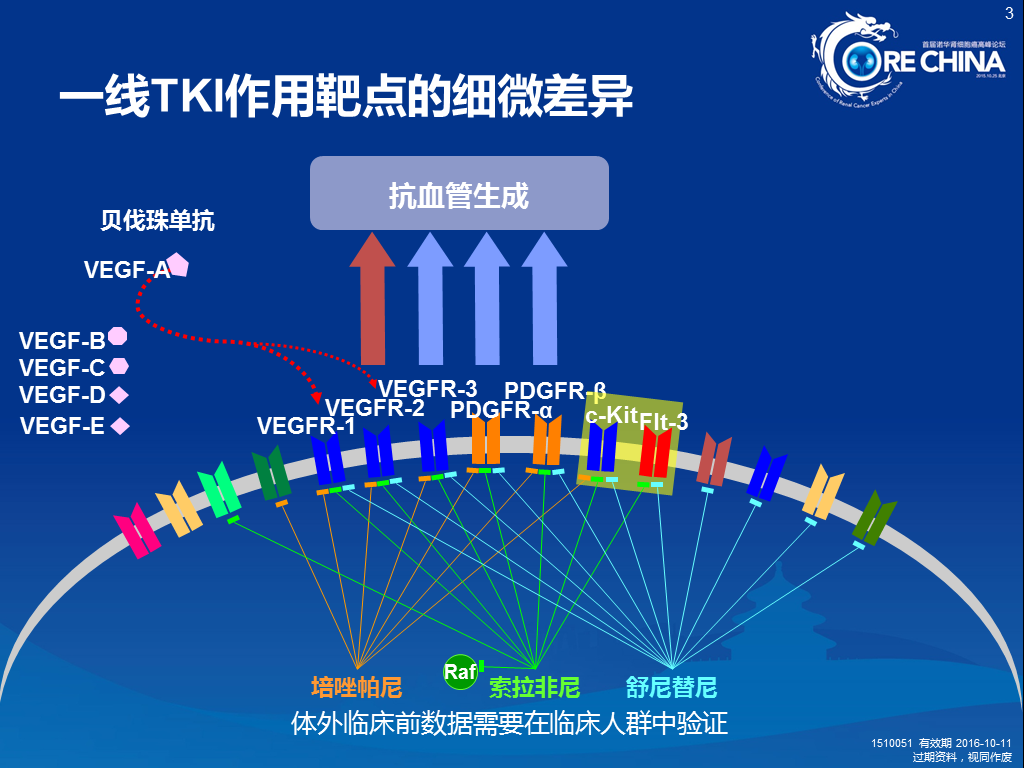 3
首届诺华肾细胞癌高峰论坛
ORE CHINA
2015.10.25 北京
Conference of Renal Cancer Experts in China
一线TKI作用靶点的细微差异
抗血管生成
贝伐珠单抗
VEGF-A
VEGF-B
VEGF-C
VEGF-D
VEGF-E
VEGFR-1
VEGFR-2
VEGFR-3
PDGFR-α
PDGFR-β
c-Kit
Flt-3
培唑帕尼
Raf
索拉非尼
舒尼替尼
体外临床前数据需要在临床人群中验证
1510051 有效期 2016-10-11
过期资料，视同作废